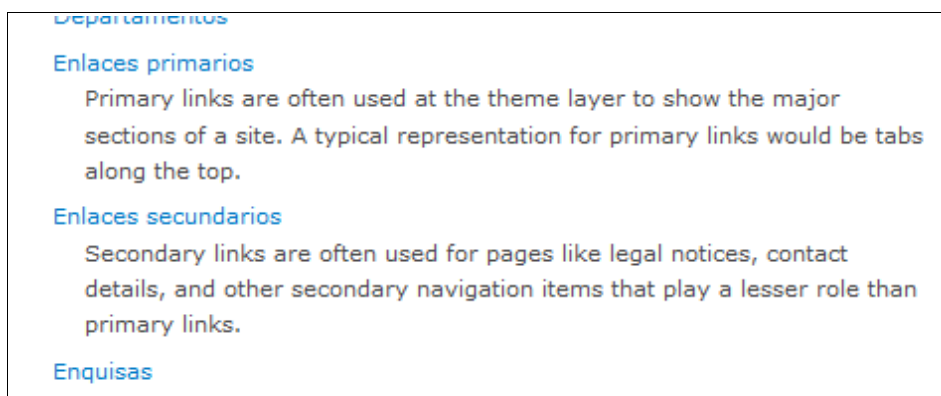 Departamentos
Enlaces primarios
Primary links are often used at the theme layer to show the major
sections of a site. A typical representation for primary links would be tabs
along the top.
Enlaces secundarios
Secondary links are often used for pages like legal notices, contact
details, and other secondary navigation items that play a lesser role than
primary links.
Enquisas